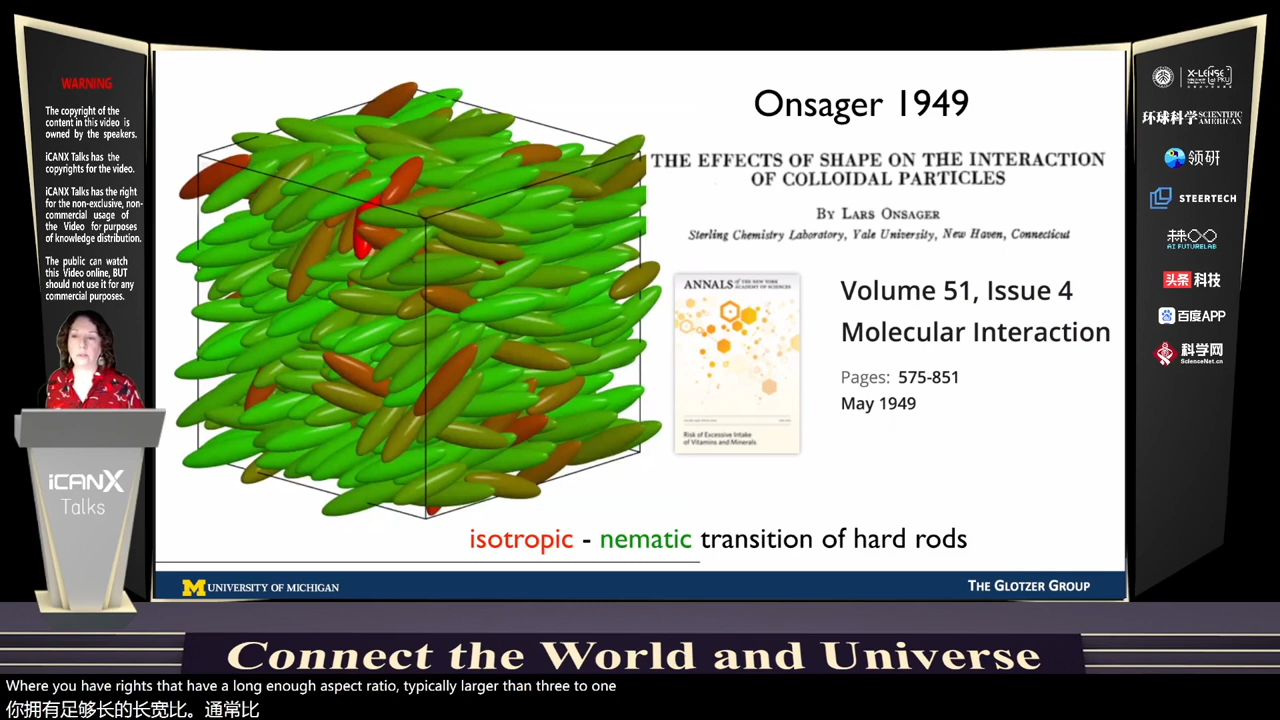 WARNING
The copyright of the
content in this video is
owned by the speakers.
iCANX Talks has the
copyrights for the video.
iCANX Talks has the right
for the non-exclusive, non-
commercial usage of
the Video for purposes
of knowledge distribution.
The public can watch
this Video online, BUT
should not use it for any
commercial purposes.
iCANX
Talks
Onsager 1949
THE EFFECTS OF SHAPE ON THE INTERACTION
OF COLLOIDAL PARTICLES
BY LARS ONSAGER
Sterling Chemistry Laboratory, Yale University, New Haven, Connecticut
ANNALS OF THE NEW YORK ACADEMY OF SCIENCES
Risk of Excessive Intake
of Vitamins and Minerals
Volume 51, Issue 4
Molecular Interaction
Pages: 575-851
May 1949
isotropic - nematic transition of hard rods
M UNIVERSITY OF MICHIGAN
THE GLOTZER GROUP
X-LENSE
环球科学 SCIENTIFIC AMERICAN
领研
STEERTECH
AI FUTURELAB
头条 科技
百度APP
科学网
ScienceNet.cn
Connect the World and Universe
Where you have rights that have a long enough aspect ratio, typically larger than three to one
你拥有足够长的长宽比。通常比